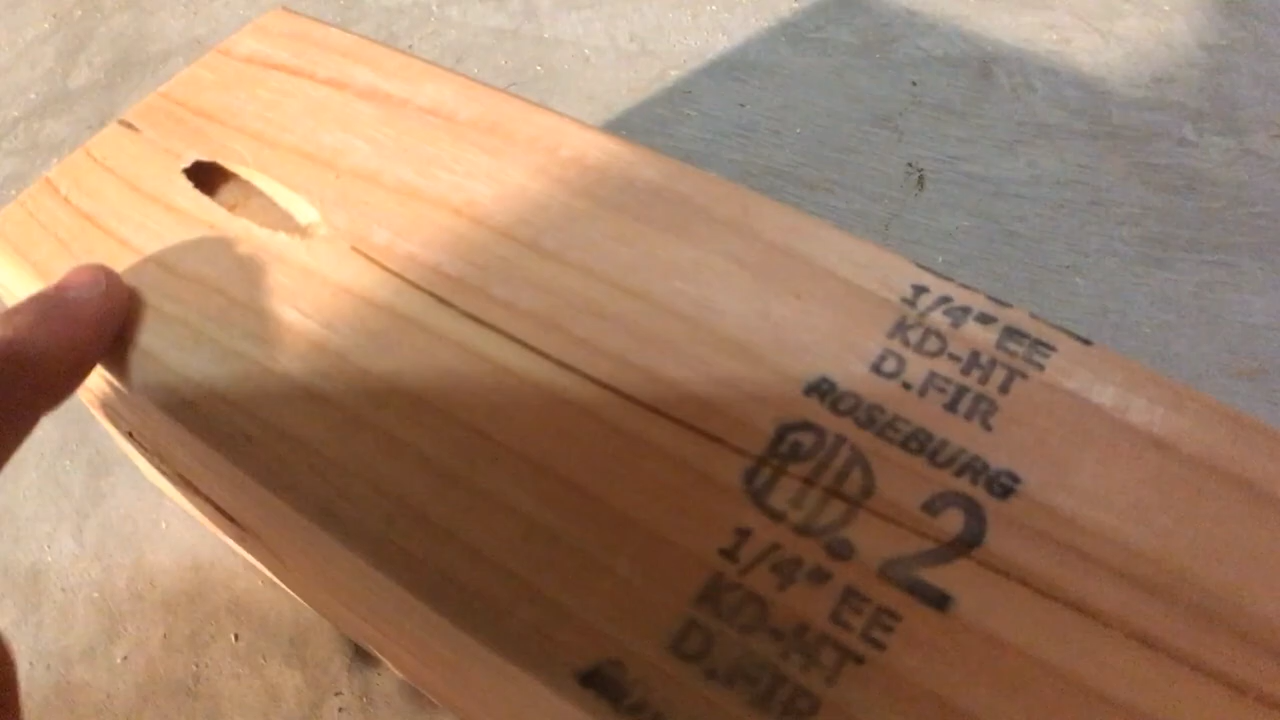 1/4" EE
KD-HT
D.FIR
ROSEBURG
2
1/4" EE
KD-HT
D.FIR